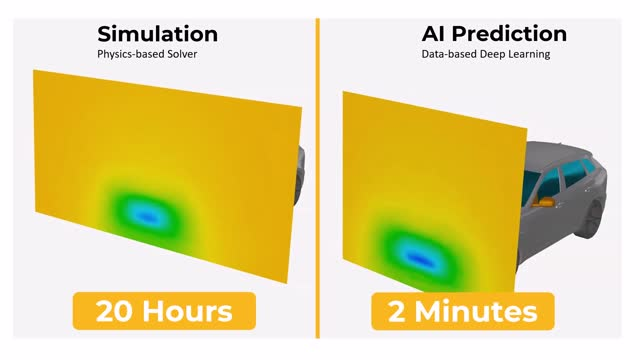 Simulation
Physics-based Solver
20 Hours
AI Prediction
Data-based Deep Learning
2 Minutes